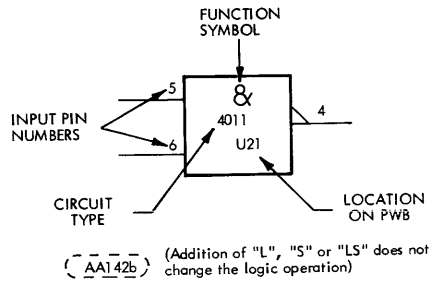 FUNCTION
SYMBOL
5
&
4
INPUT PIN
NUMBERS
4011
6
U21
CIRCUIT
TYPE
LOCATION
ON PWB
AA142b
(Addition of "L", "S" or "LS" does not
change the logic operation)